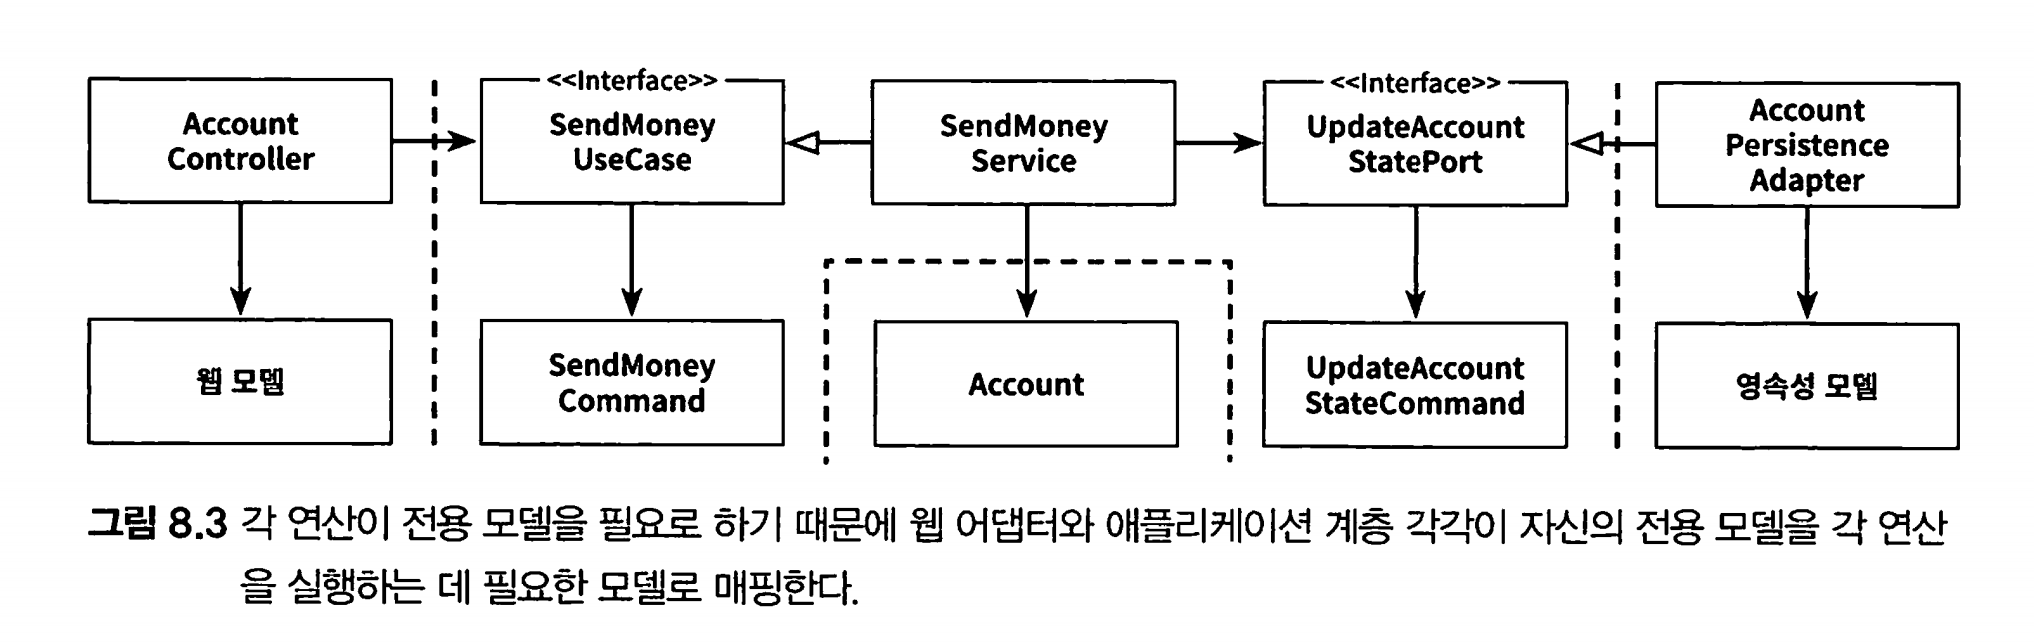 Account
Controller
<<Interface>>
SendMoney
UseCase
SendMoney
Service
<<Interface>>
UpdateAccount
StatePort
Account
Persistence
Adapter
웹 모델
SendMoney
Command
Account
UpdateAccount
StateCommand
영속성 모델
그림 8.3 각 연산이 전용 모델을 필요로 하기 때문에 웹 어댑터와 애플리케이션 계층 각각이 자신의 전용 모델을 각 연산
을 실행하는 데 필요한 모델로 매핑한다.